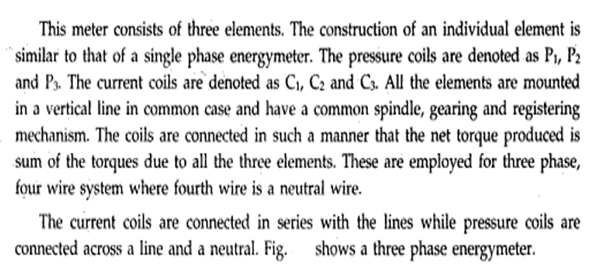 This meter consists of three elements. The construction of an individual element is
similar to that of a single phase energymeter. The pressure coils are denoted as P₁, P₂
and P₃. The current coils are denoted as C₁, C₂ and C₃. All the elements are mounted
in a vertical line in common case and have a common spindle, gearing and registering
mechanism. The coils are connected in such a manner that the net torque produced is
sum of the torques due to all the three elements. These are employed for three phase,
four wire system where fourth wire is a neutral wire.
The current coils are connected in series with the lines while pressure coils are
connected across a line and a neutral. Fig. shows a three phase energymeter.